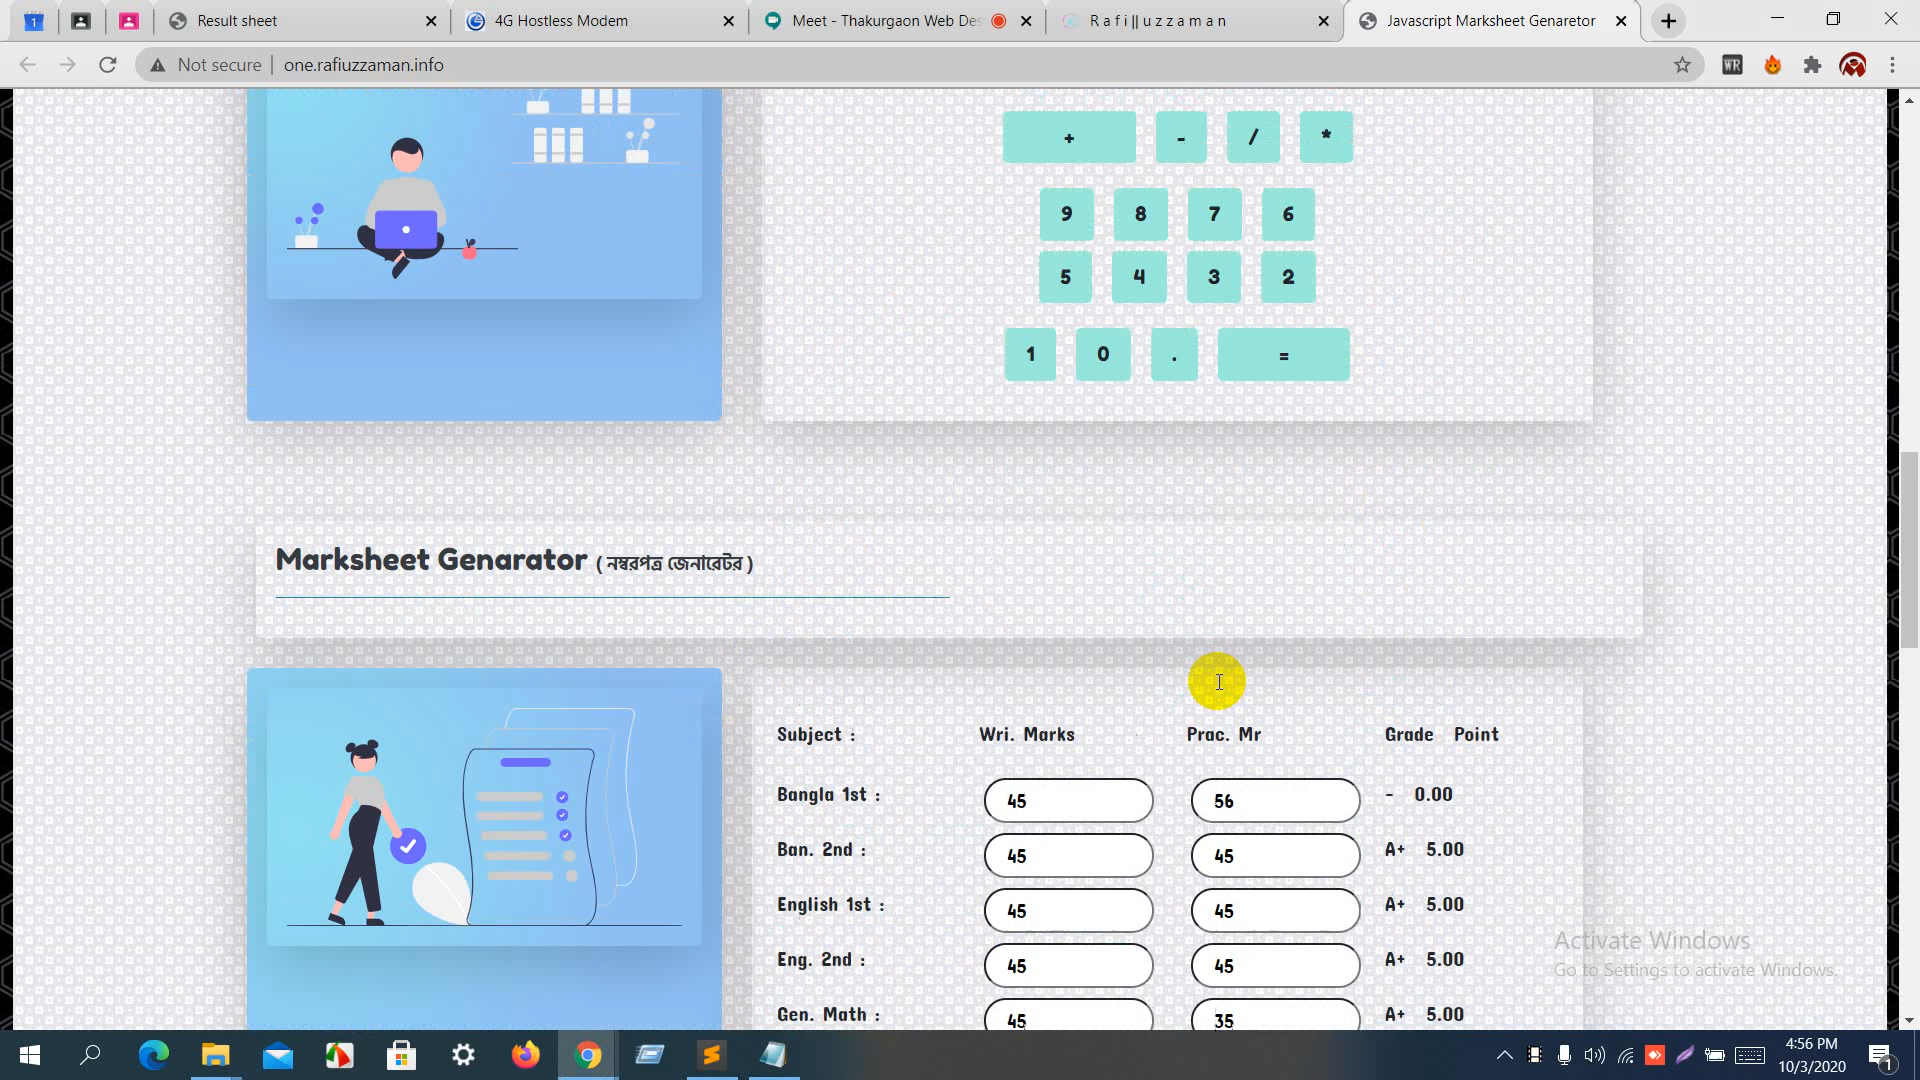 Result sheet
4G Hostless Modem
Meet - Thakurgaon Web Des
R a f i || u z z a m a n
Javascript Marksheet Genaretor
Not secure
one.rafiuzzaman.info
WR
+ - / *
9 8 7 6
5 4 3 2
1 0 . =
Marksheet Genarator ( নম্বরপত্র জেনারেটর )
Subject : Wri. Marks Prac. Mr Grade Point
Bangla 1st : 45 56 - 0.00
Ban. 2nd : 45 45 A+ 5.00
English 1st : 45 45 A+ 5.00
Eng. 2nd : 45 45 A+ 5.00
Gen. Math : 45 35 A+ 5.00
Activate Windows
Go to Settings to activate Windows.
4:56 PM
10/3/2020
1